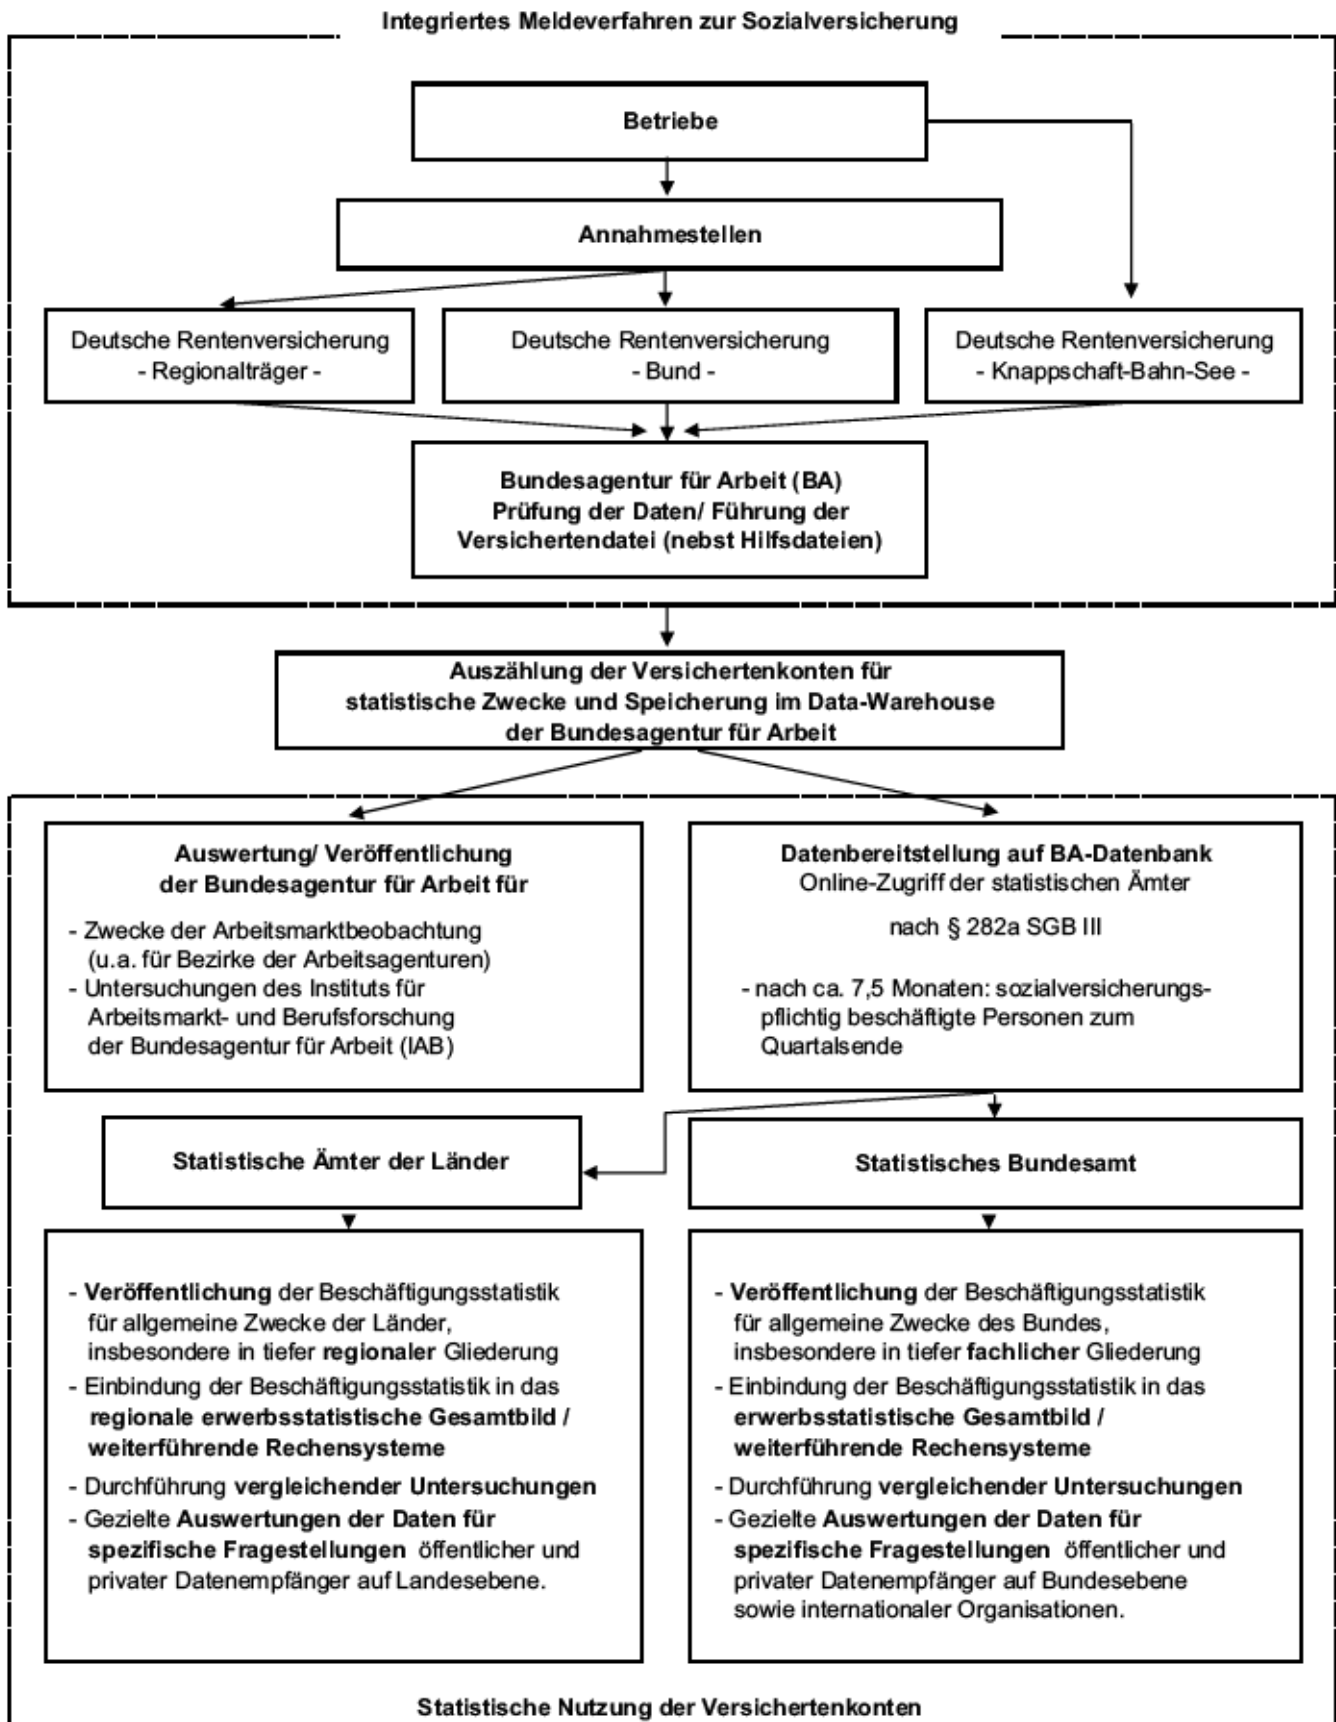 Integriertes Meldeverfahren zur Sozialversicherung
Betriebe
Annahmestellen
Deutsche Rentenversicherung
- Regionalträger -
Deutsche Rentenversicherung
- Bund -
Deutsche Rentenversicherung
- Knappschaft-Bahn-See -
Bundesagentur für Arbeit (BA)
Prüfung der Daten/ Führung der
Versichertendatei (nebst Hilfsdateien)
Auszählung der Versichertenkonten für
statistische Zwecke und Speicherung im Data-Warehouse
der Bundesagentur für Arbeit
Auswertung/ Veröffentlichung
der Bundesagentur für Arbeit für
- Zwecke der Arbeitsmarktbeobachtung
(u.a. für Bezirke der Arbeitsagenturen)
- Untersuchungen des Instituts für
Arbeitsmarkt- und Berufsforschung
der Bundesagentur für Arbeit (IAB)
Datenbereitstellung auf BA-Datenbank
Online-Zugriff der statistischen Ämter
nach § 282a SGB III
- nach ca. 7,5 Monaten: sozialversicherungs-
pflichtig beschäftigte Personen zum
Quartalsende
Statistische Ämter der Länder
Statistisches Bundesamt
- Veröffentlichung der Beschäftigungsstatistik
für allgemeine Zwecke der Länder,
insbesondere in tiefer regionaler Gliederung
- Einbindung der Beschäftigungsstatistik in das
regionale erwerbsstatistische Gesamtbild /
weiterführende Rechensysteme
- Durchführung vergleichender Untersuchungen
- Gezielte Auswertungen der Daten für
spezifische Fragestellungen öffentlicher und
privater Datenempfänger auf Landesebene.
- Veröffentlichung der Beschäftigungsstatistik
für allgemeine Zwecke des Bundes,
insbesondere in tiefer fachlicher Gliederung
- Einbindung der Beschäftigungsstatistik in das
erwerbsstatistische Gesamtbild /
weiterführende Rechensysteme
- Durchführung vergleichender Untersuchungen
- Gezielte Auswertungen der Daten für
spezifische Fragestellungen öffentlicher und
privater Datenempfänger auf Bundesebene
sowie internationaler Organisationen.
Statistische Nutzung der Versichertenkonten